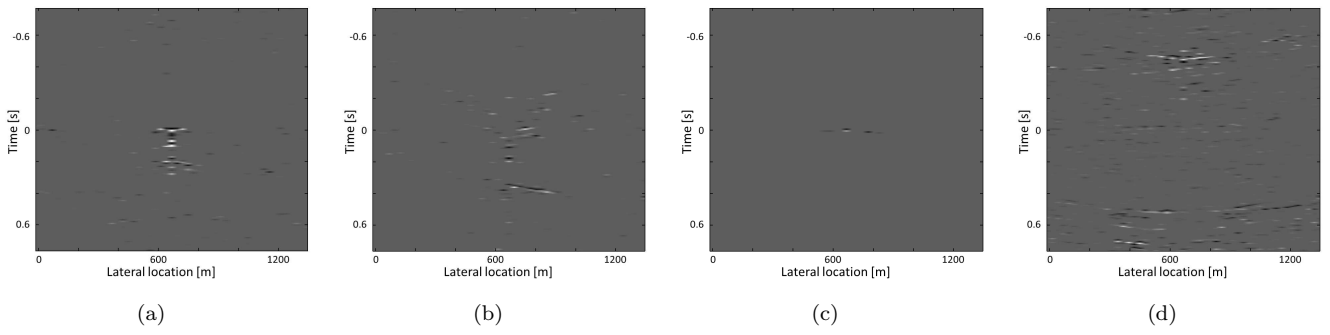 -0.6
0
0.6
Time [s]
0 600 1200
Lateral location [m]
(a)
-0.6
0
0.6
Time [s]
0 600 1200
Lateral location [m]
(b)
-0.6
0
0.6
Time [s]
0 600 1200
Lateral location [m]
(c)
-0.6
0
0.6
Time [s]
0 600 1200
Lateral location [m]
(d)